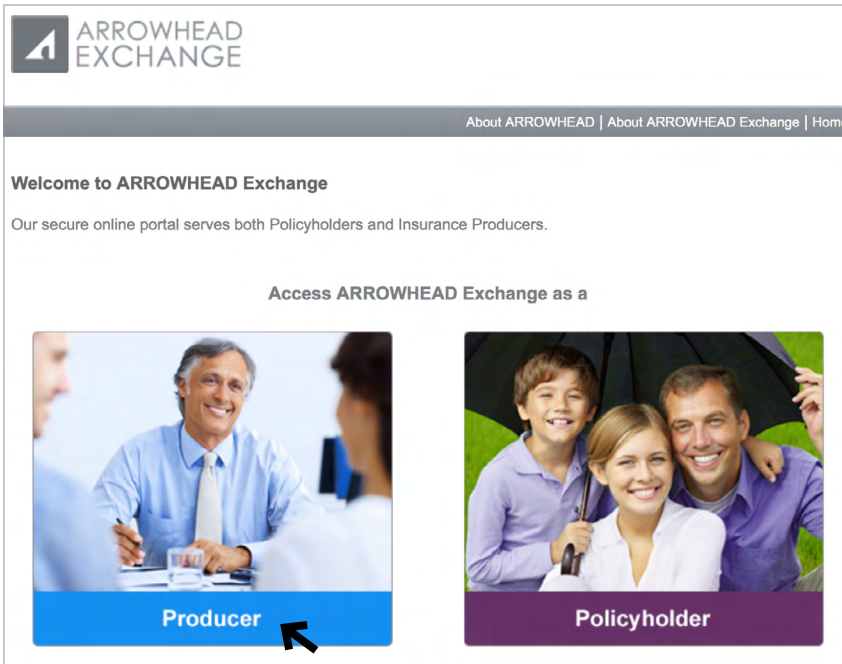 ARROWHEAD
EXCHANGE
About ARROWHEAD | About ARROWHEAD Exchange | Home
Welcome to ARROWHEAD Exchange
Our secure online portal serves both Policyholders and Insurance Producers.
Access ARROWHEAD Exchange as a
Producer
Policyholder